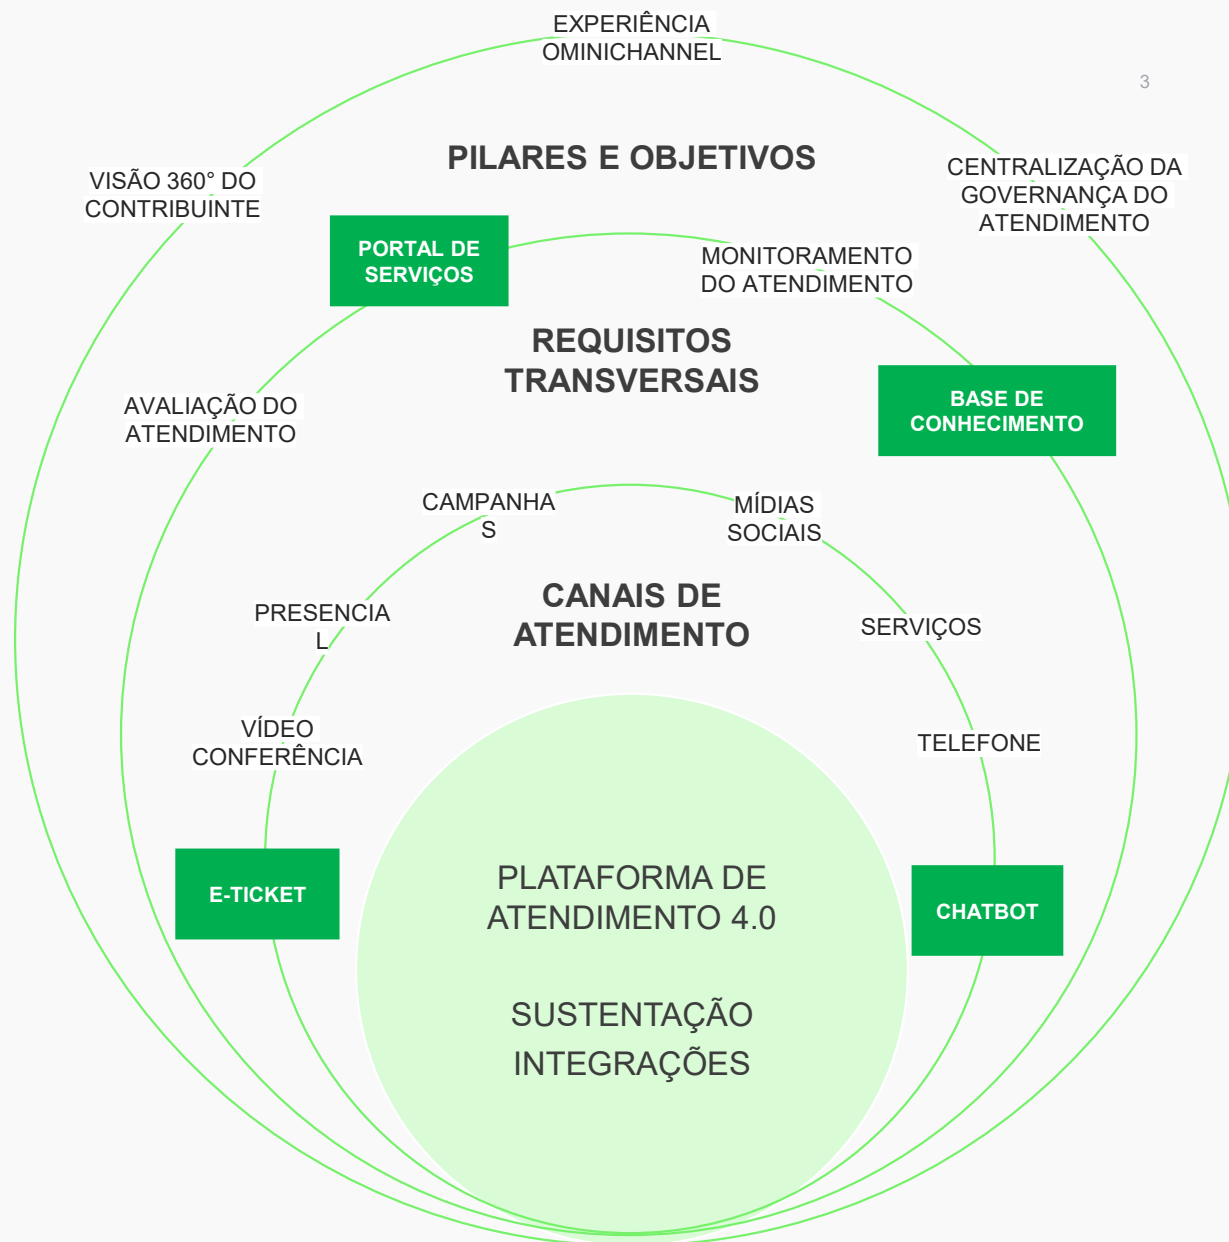 EXPERIÊNCIA
OMINICHANNEL
3
PILARES E OBJETIVOS
VISÃO 360° DO
CONTRIBUINTE
CENTRALIZAÇÃO DA
GOVERNANÇA DO
ATENDIMENTO
PORTAL DE
SERVIÇOS
MONITORAMENTO
DO ATENDIMENTO
REQUISITOS
TRANSVERSAIS
AVALIAÇÃO DO
ATENDIMENTO
BASE DE
CONHECIMENTO
CAMPANHA
S
MÍDIAS
SOCIAIS
CANAIS DE
ATENDIMENTO
PRESENCIA
L
SERVIÇOS
VÍDEO
CONFERÊNCIA
TELEFONE
E-TICKET
CHATBOT
PLATAFORMA DE
ATENDIMENTO 4.0
SUSTENTAÇÃO
INTEGRAÇÕES